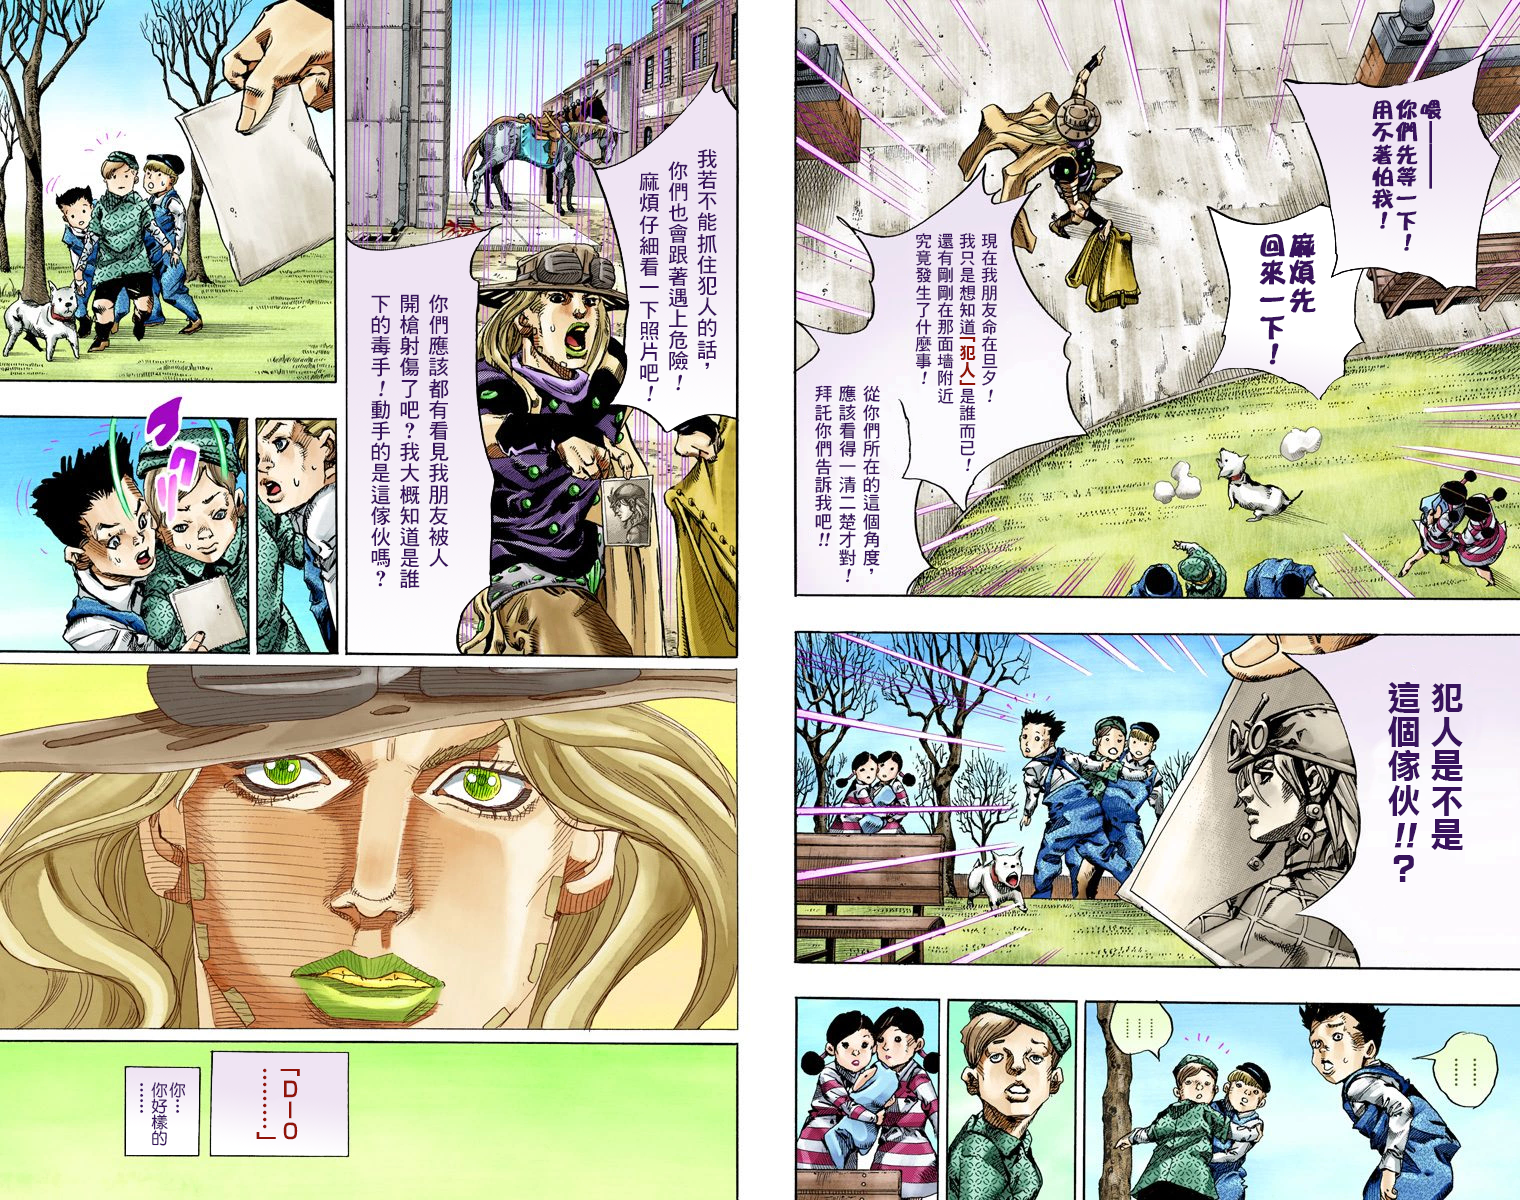 喂——
你們先等一下！
用不著怕我！
麻煩先
回來一下！
現在我朋友命在旦夕！
我只是想知道「犯人」是誰而已！
還有剛剛在那面墻附近
究竟發生了什麼事！
從你們所在的這個角度，
應該看得一清二楚才對！
拜託你們告訴我吧!!
犯人是不是
這個傢伙!!？
……
……
我若不能抓住犯人的話，
你們也會跟著遇上危險！
麻煩仔細看一下照片吧！
你們應該都有看見我朋友被人
開槍射傷了吧？我大概知道是誰
下的毒手！動手的是這傢伙嗎？
「DIO
………」
你…
你好樣的
……